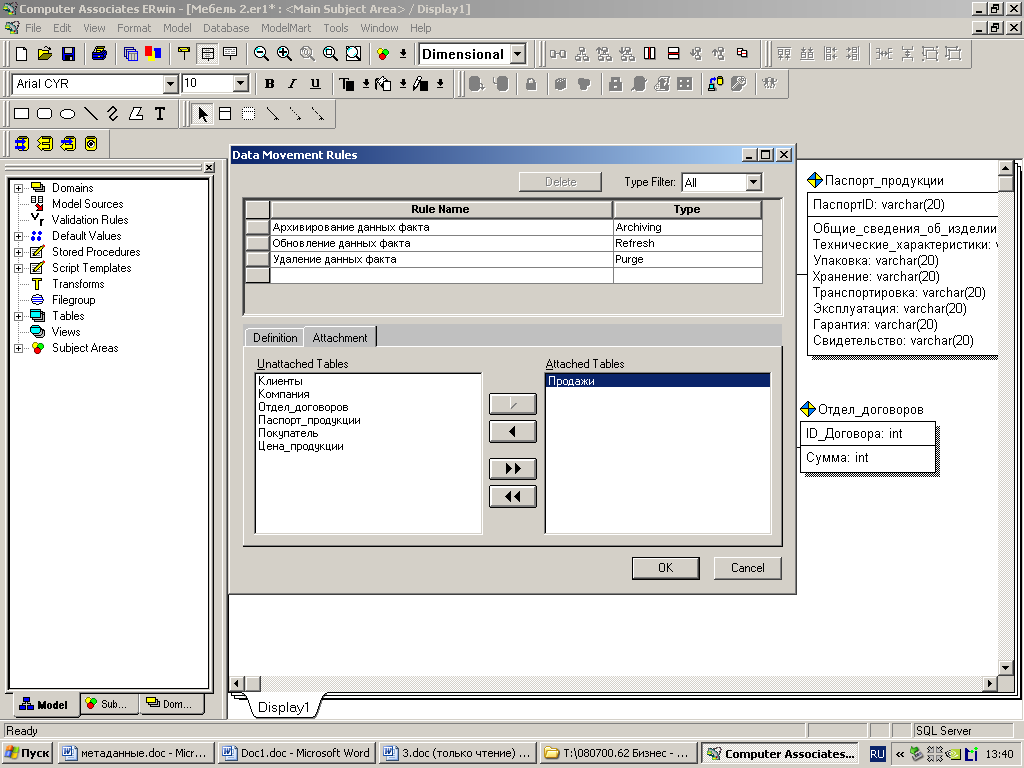 Computer Associates ERwin - [Мебель 2.er1* : <Main Subject Area> / Display1]
File Edit View Format Model Database ModelMart Tools Window Help
Dimensional
Arial CYR 10 B I U
T
Data Movement Rules
Delete Type Filter: All
Rule Name Type
Архивирование данных факта Archiving
Обновление данных факта Refresh
Удаление данных факта Purge
Definition Attachment
Unattached Tables
Клиенты
Компания
Отдел_договоров
Паспорт_продукции
Покупатель
Цена_продукции
Attached Tables
Продажи
OK Cancel
Domains
Model Sources
Validation Rules
Default Values
Stored Procedures
Script Templates
Transforms
Filegroup
Tables
Views
Subject Areas
Model Sub... Dom...
Паспорт_продукции
ПаспортID: varchar(20)
Общие_сведения_об_изделии
Технические_характеристики:
Упаковка: varchar(20)
Хранение: varchar(20)
Транспортировка: varchar(20)
Эксплуатация: varchar(20)
Гарантия: varchar(20)
Свидетельство: varchar(20)
Отдел_договоров
ID_Договора: int
Сумма: int
Display1
Ready SQL Server
Пуск метаданные.doc - Micr... Doc1.doc - Microsoft Word 3.doc (только чтение) ... T:\080700.62 Бизнес - ... Computer Associates... RU « 13:40